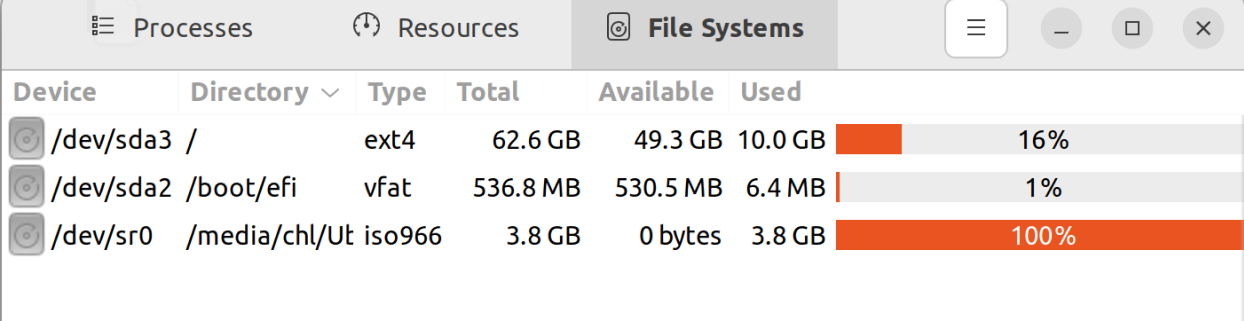 Processes Resources File Systems
Device Directory Type Total Available Used
/dev/sda3 / ext4 62.6 GB 49.3 GB 10.0 GB 16%
/dev/sda2 /boot/efi vfat 536.8 MB 530.5 MB 6.4 MB 1%
/dev/sr0 /media/chl/Ub iso966 3.8 GB 0 bytes 3.8 GB 100%